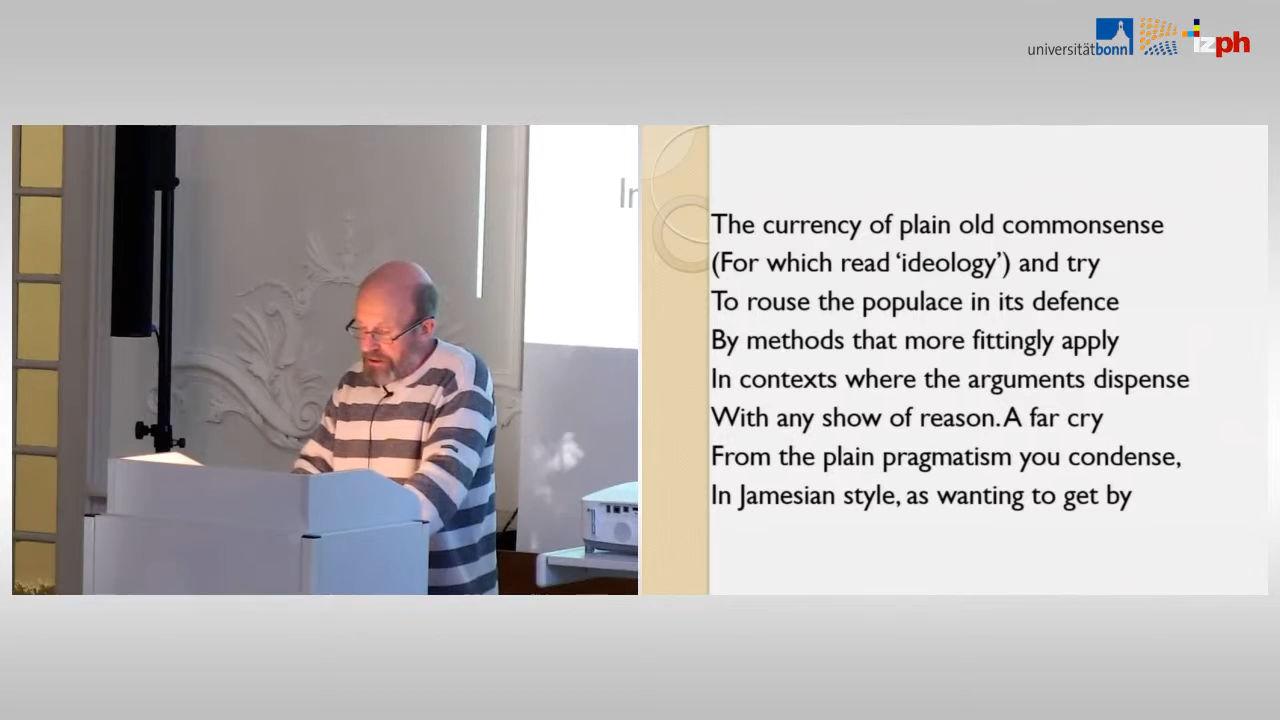 universitätbonn
izph
In
The currency of plain old commonsense
(For which read ‘ideology’) and try
To rouse the populace in its defence
By methods that more fittingly apply
In contexts where the arguments dispense
With any show of reason. A far cry
From the plain pragmatism you condense,
In Jamesian style, as wanting to get by